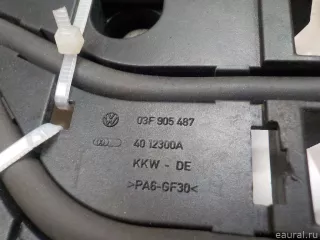 03F 905 487
40 12300A
KKW - DE
>PA6-GF30<
eaural.ru